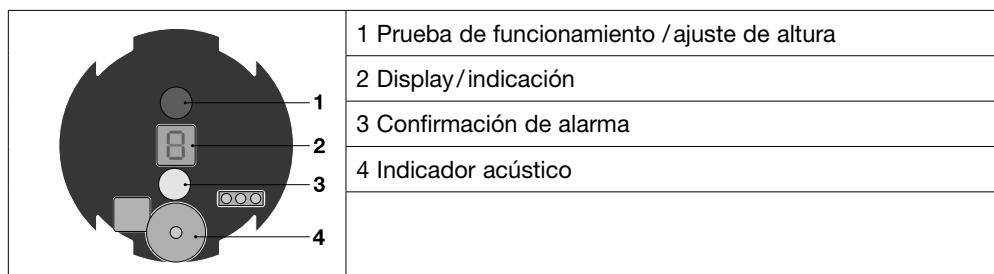 1
2
3
4
1 Prueba de funcionamiento / ajuste de altura
2 Display / indicación
3 Confirmación de alarma
4 Indicador acústico